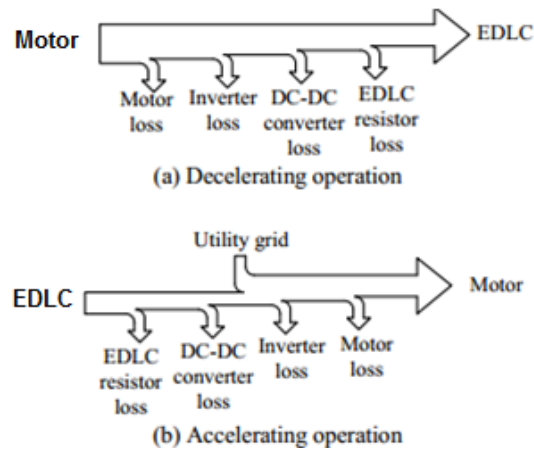 Motor
EDLC
Motor
loss
Inverter
loss
DC-DC
converter
loss
EDLC
resistor
loss
(a) Decelerating operation
Utility grid
EDLC
Motor
EDLC
resistor
loss
DC-DC
converter
loss
Inverter
loss
Motor
loss
(b) Accelerating operation